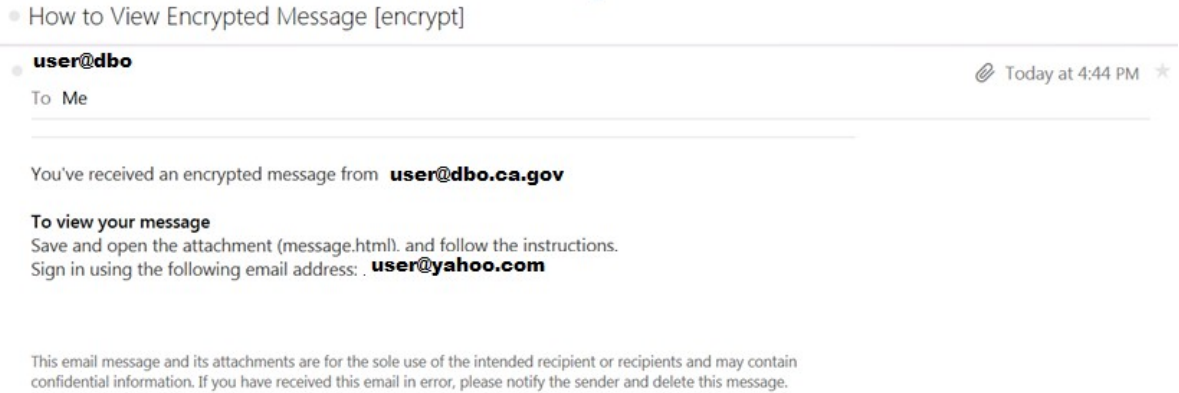 How to View Encrypted Message [encrypt]
user@dbo
Today at 4:44 PM
To Me
You've received an encrypted message from user@dbo.ca.gov
To view your message
Save and open the attachment (message.html). and follow the instructions.
Sign in using the following email address: . user@yahoo.com
This email message and its attachments are for the sole use of the intended recipient or recipients and may contain
confidential information. If you have received this email in error, please notify the sender and delete this message.